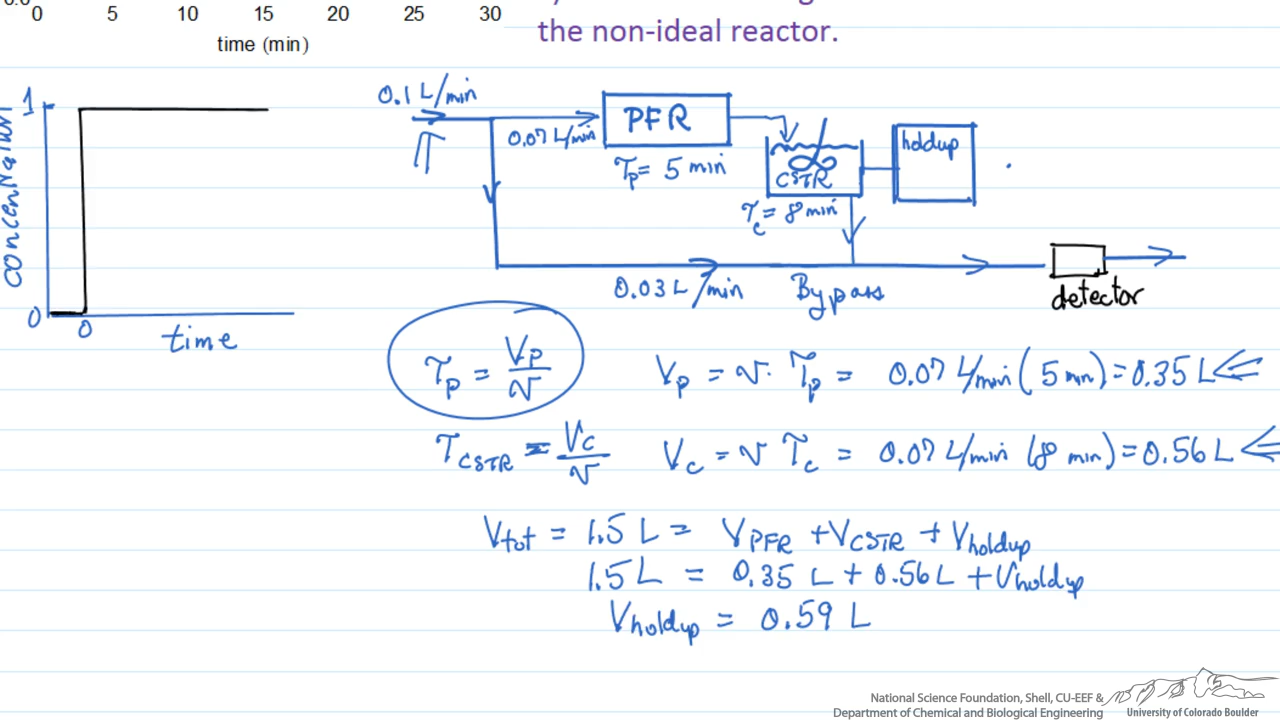 0 5 10 15 20 25 30
time (min)
the non-ideal reactor.
concentration
1
0
0
time
0.1 L/min
0.07 L/min
PFR
τp = 5 min
CSTR
τc = 8 min
holdup
0.03 L/min Bypass
detector
τp = Vp/v Vp = v · τp = 0.07 L/min (5 min) = 0.35 L ⇐
τCSTR = Vc/v Vc = v τc = 0.07 L/min (8 min) = 0.56 L ⇐
Vtot = 1.5 L = VPFR + VCSTR + Vholdup
1.5 L = 0.35 L + 0.56 L + Vholdup
Vholdup = 0.59 L
National Science Foundation, Shell, CU-EEF &
Department of Chemical and Biological Engineering
University of Colorado Boulder